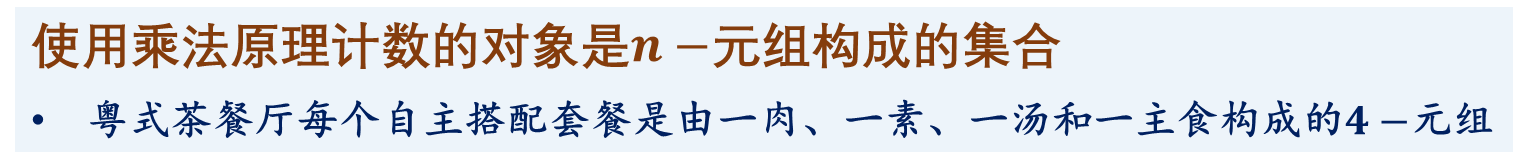 使用乘法原理计数的对象是n －元组构成的集合
• 粤式茶餐厅每个自主搭配套餐是由一肉、一素、一汤和一主食构成的4 －元组